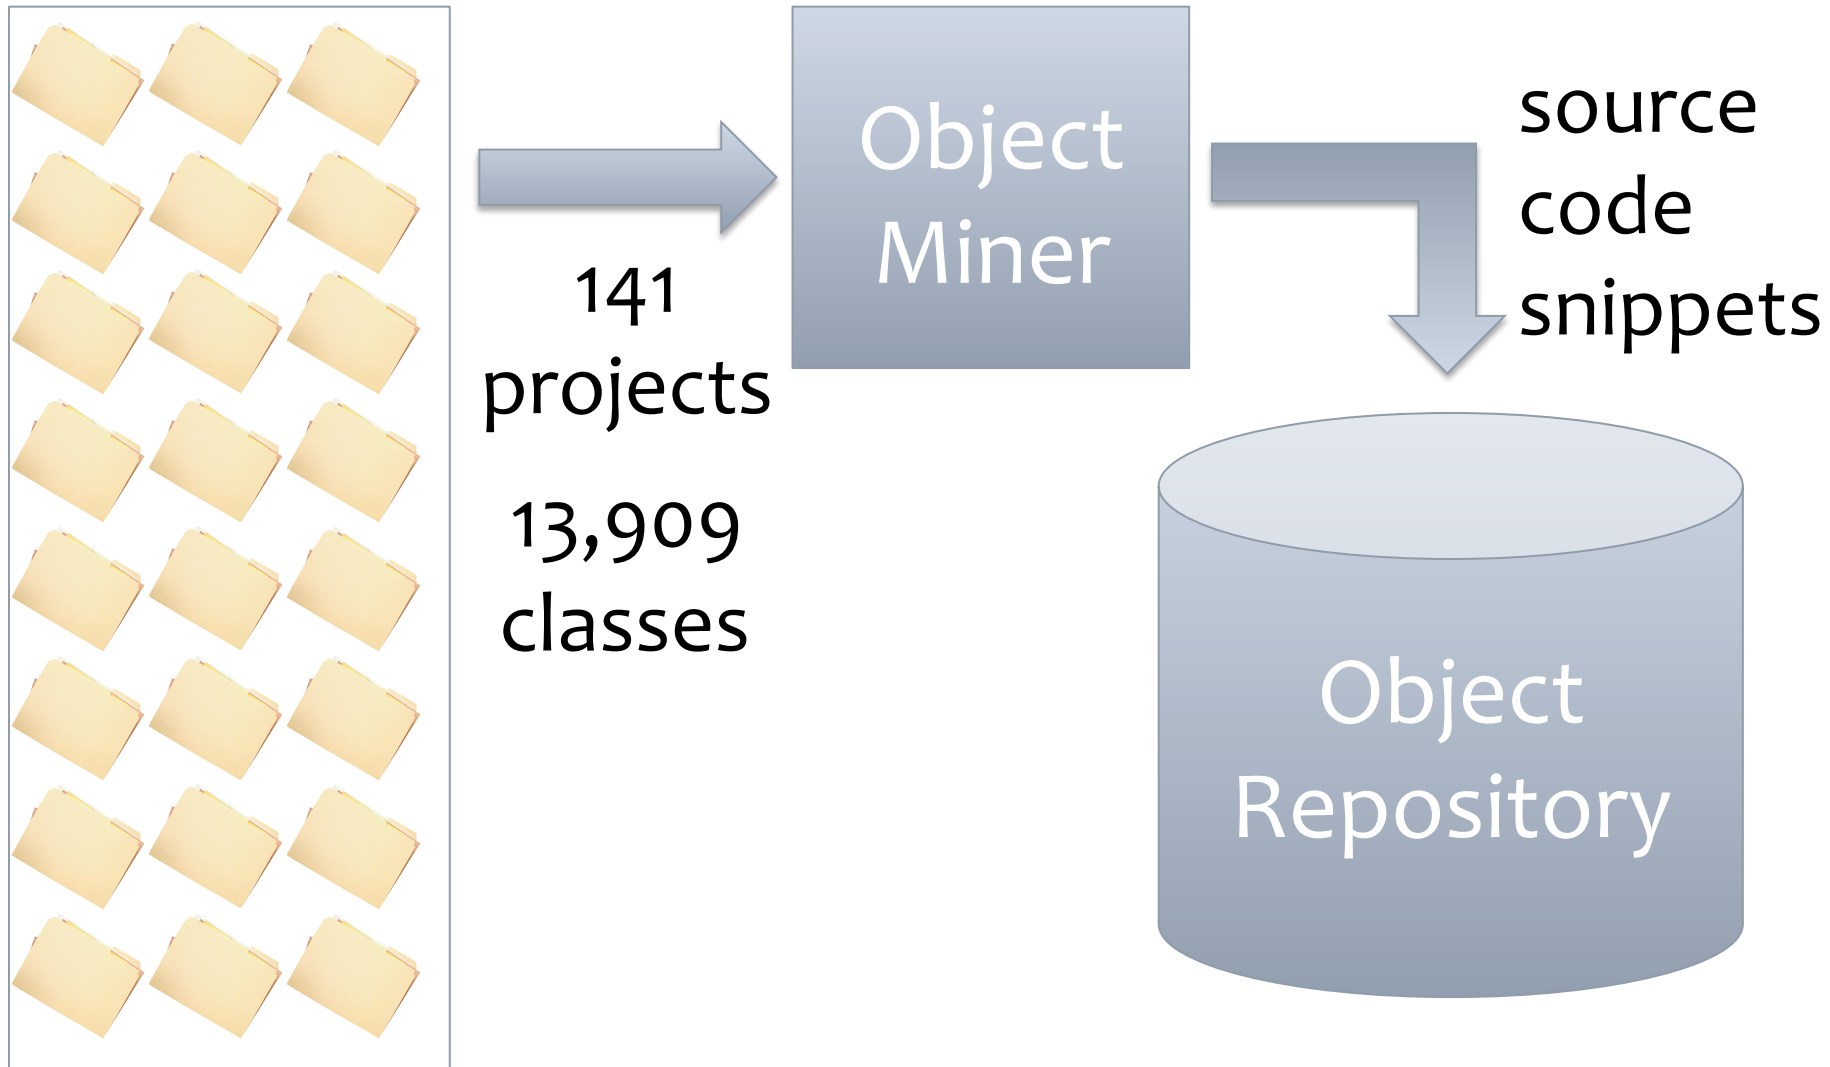 141
projects
13,909
classes
Object
Miner
source
code
snippets
Object
Repository